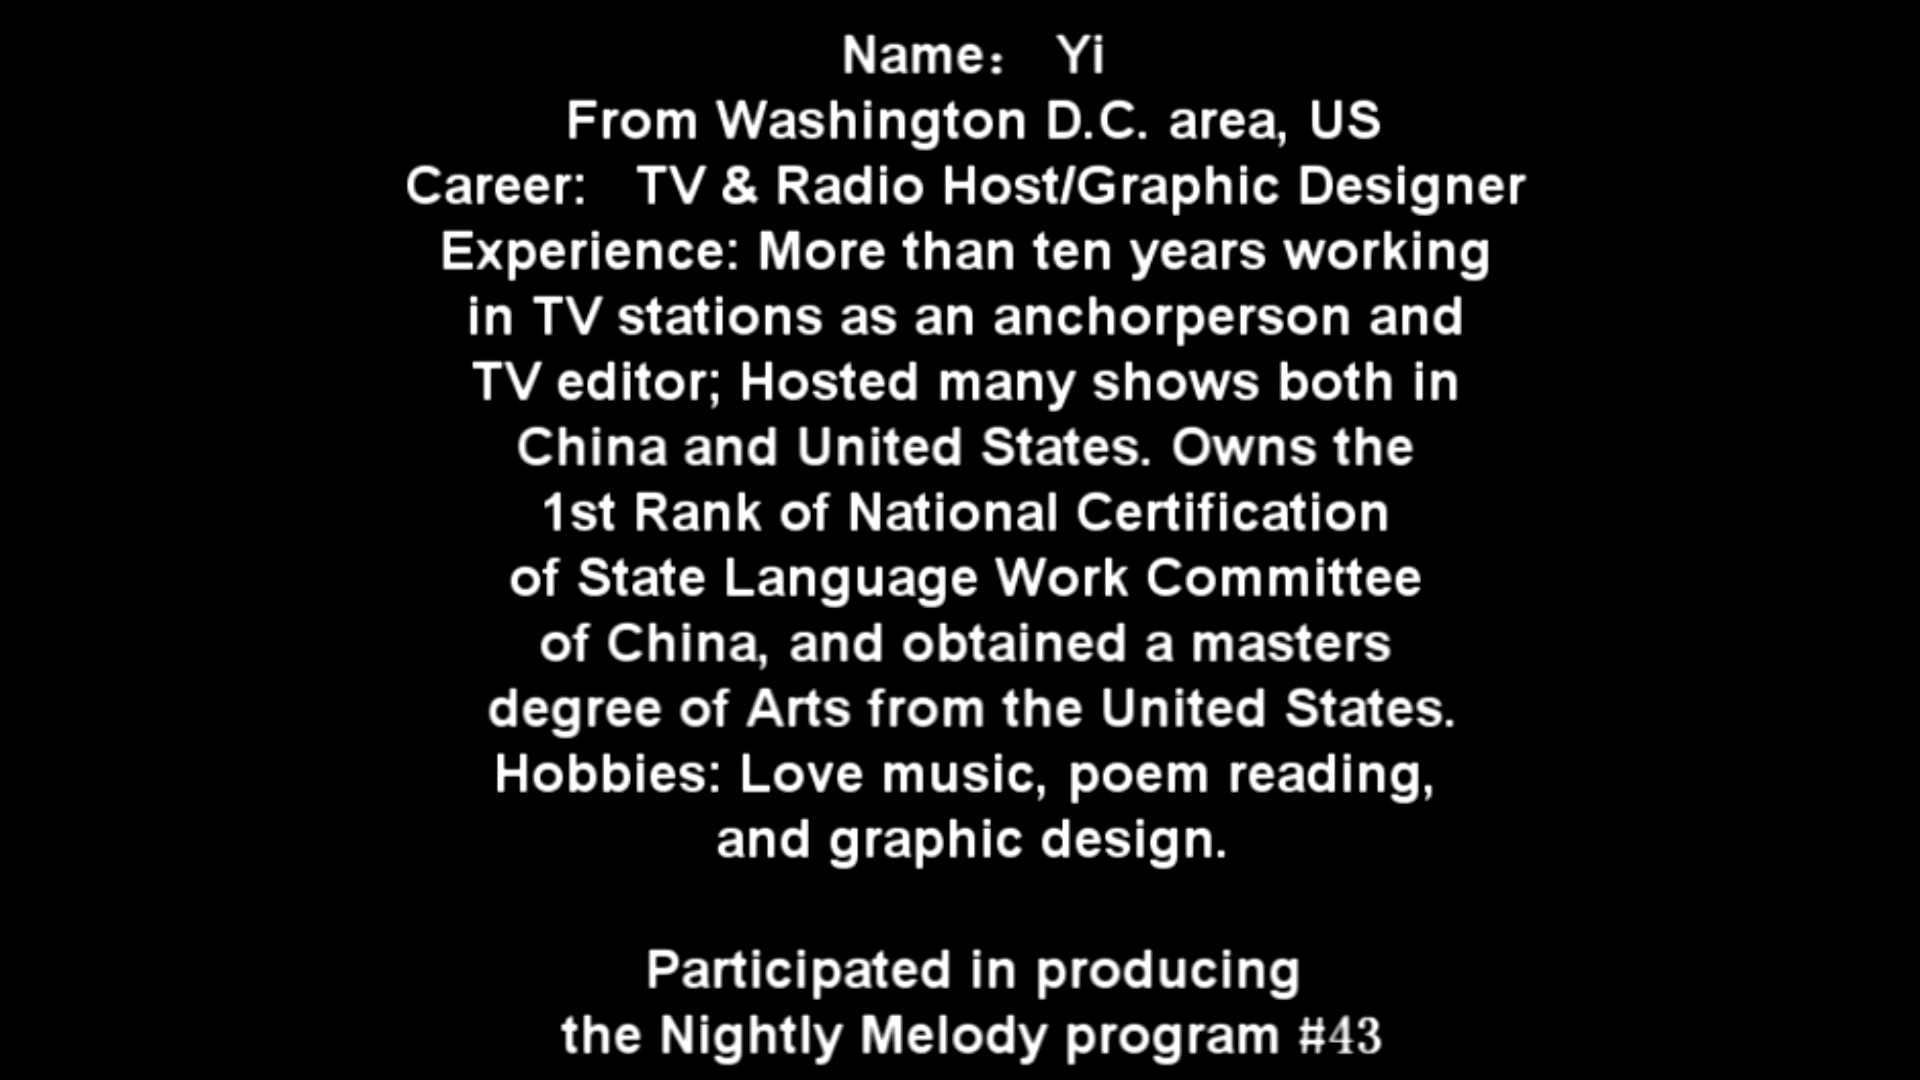 Name： Yi
From Washington D.C. area, US
Career: TV & Radio Host/Graphic Designer
Experience: More than ten years working
in TV stations as an anchorperson and
TV editor; Hosted many shows both in
China and United States. Owns the
1st Rank of National Certification
of State Language Work Committee
of China, and obtained a masters
degree of Arts from the United States.
Hobbies: Love music, poem reading,
and graphic design.
Participated in producing
the Nightly Melody program #43